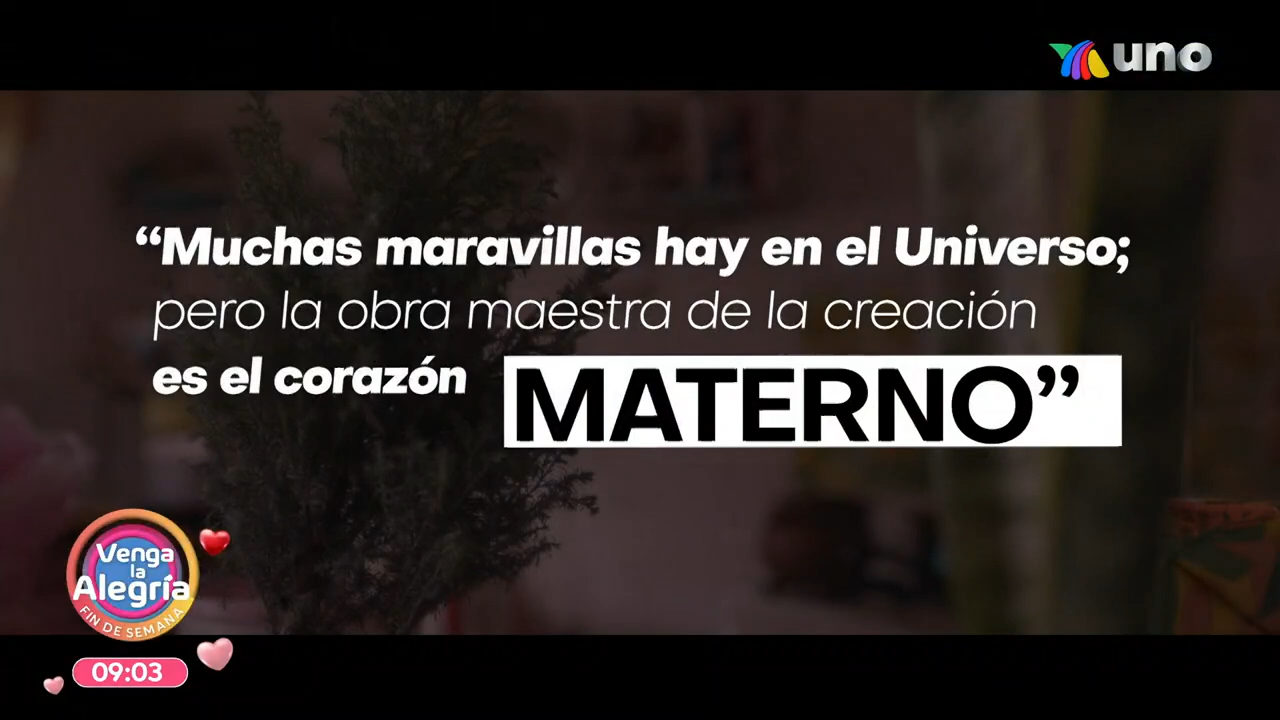 uno
“Muchas maravillas hay en el Universo;
pero la obra maestra de la creación
es el corazón MATERNO”
Venga
la
Alegría
FIN DE SEMANA
09:03